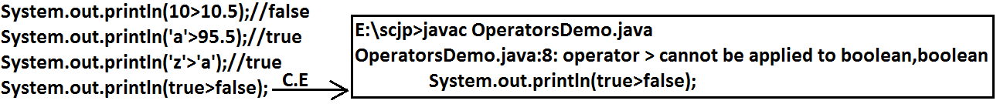 System.out.println(10>10.5);//false
System.out.println('a'>95.5);//true
System.out.println('z'>'a');//true
System.out.println(true>false);
C.E
E:\scjp>javac OperatorsDemo.java
OperatorsDemo.java:8: operator > cannot be applied to boolean,boolean
System.out.println(true>false);